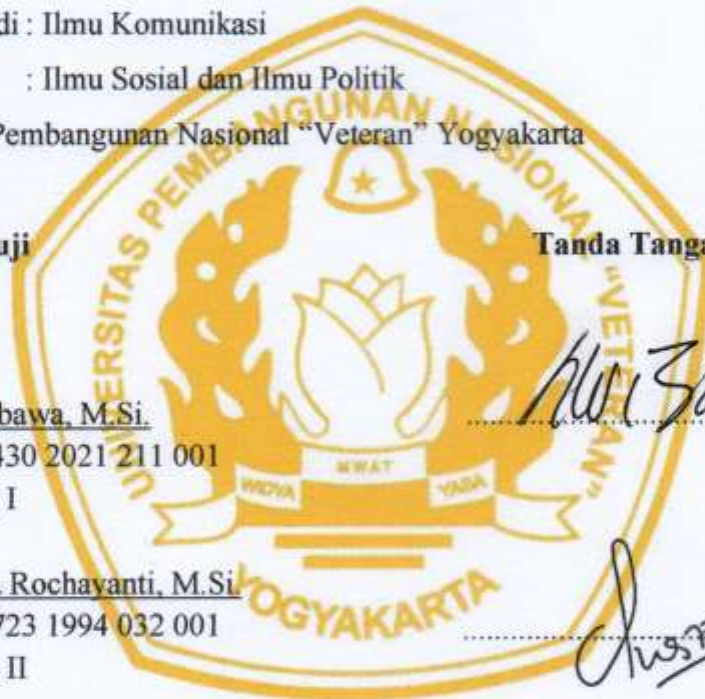 di : Ilmu Komunikasi
: Ilmu Sosial dan Ilmu Politik
Pembangunan Nasional “Veteran” Yogyakarta
uji Tanda Tanga
bawa, M.Si.
430 2021 211 001
I
. Rochayanti, M.Si.
723 1994 032 001
II
UNIVERSITAS PEMBANGUNAN NASIONAL "VETERAN"
WIDYA MWAT YASA
YOGYAKARTA